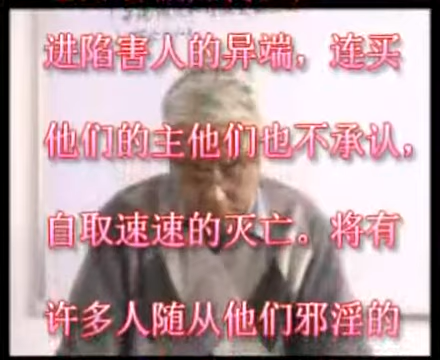 进陷害人的异端，连买
他们的主他们也不承认，
自取速速的灭亡。将有
许多人随从他们邪淫的